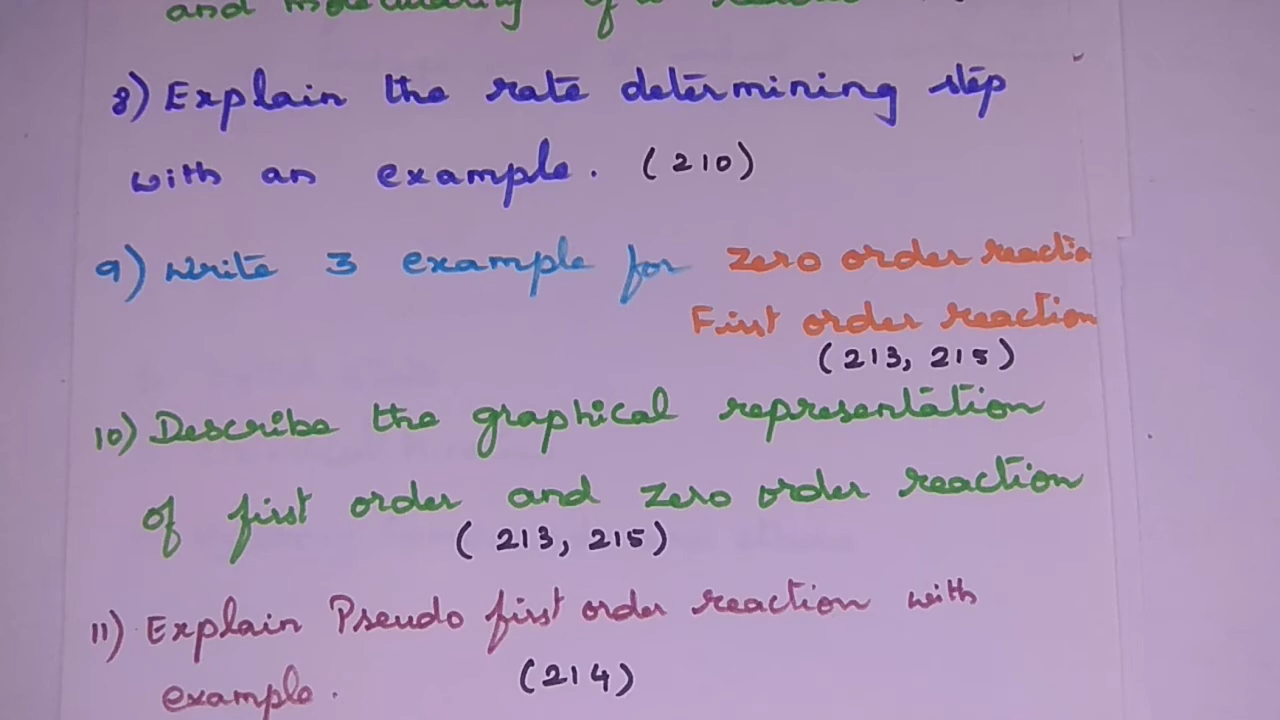 and of a
8) Explain the rate determining step
with an example. (210)
9) Write 3 example for zero order reactio
First order reaction
(213, 215)
10) Describe the graphical representation
of first order and zero order reaction
(213, 215)
11) Explain Pseudo first order reaction with
example. (214)